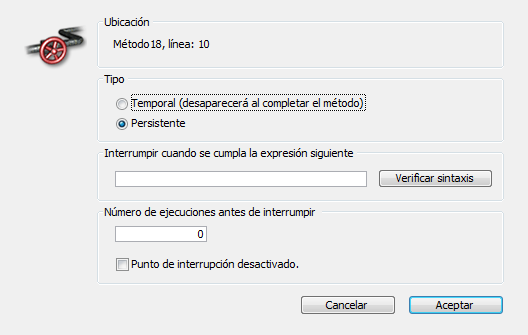 Ubicación
Método18, línea: 10
Tipo
Temporal (desaparecerá al completar el método)
Persistente
Interrumpir cuando se cumpla la expresión siguiente
Verificar sintaxis
Número de ejecuciones antes de interrumpir
0
Punto de interrupción desactivado.
Cancelar
Aceptar